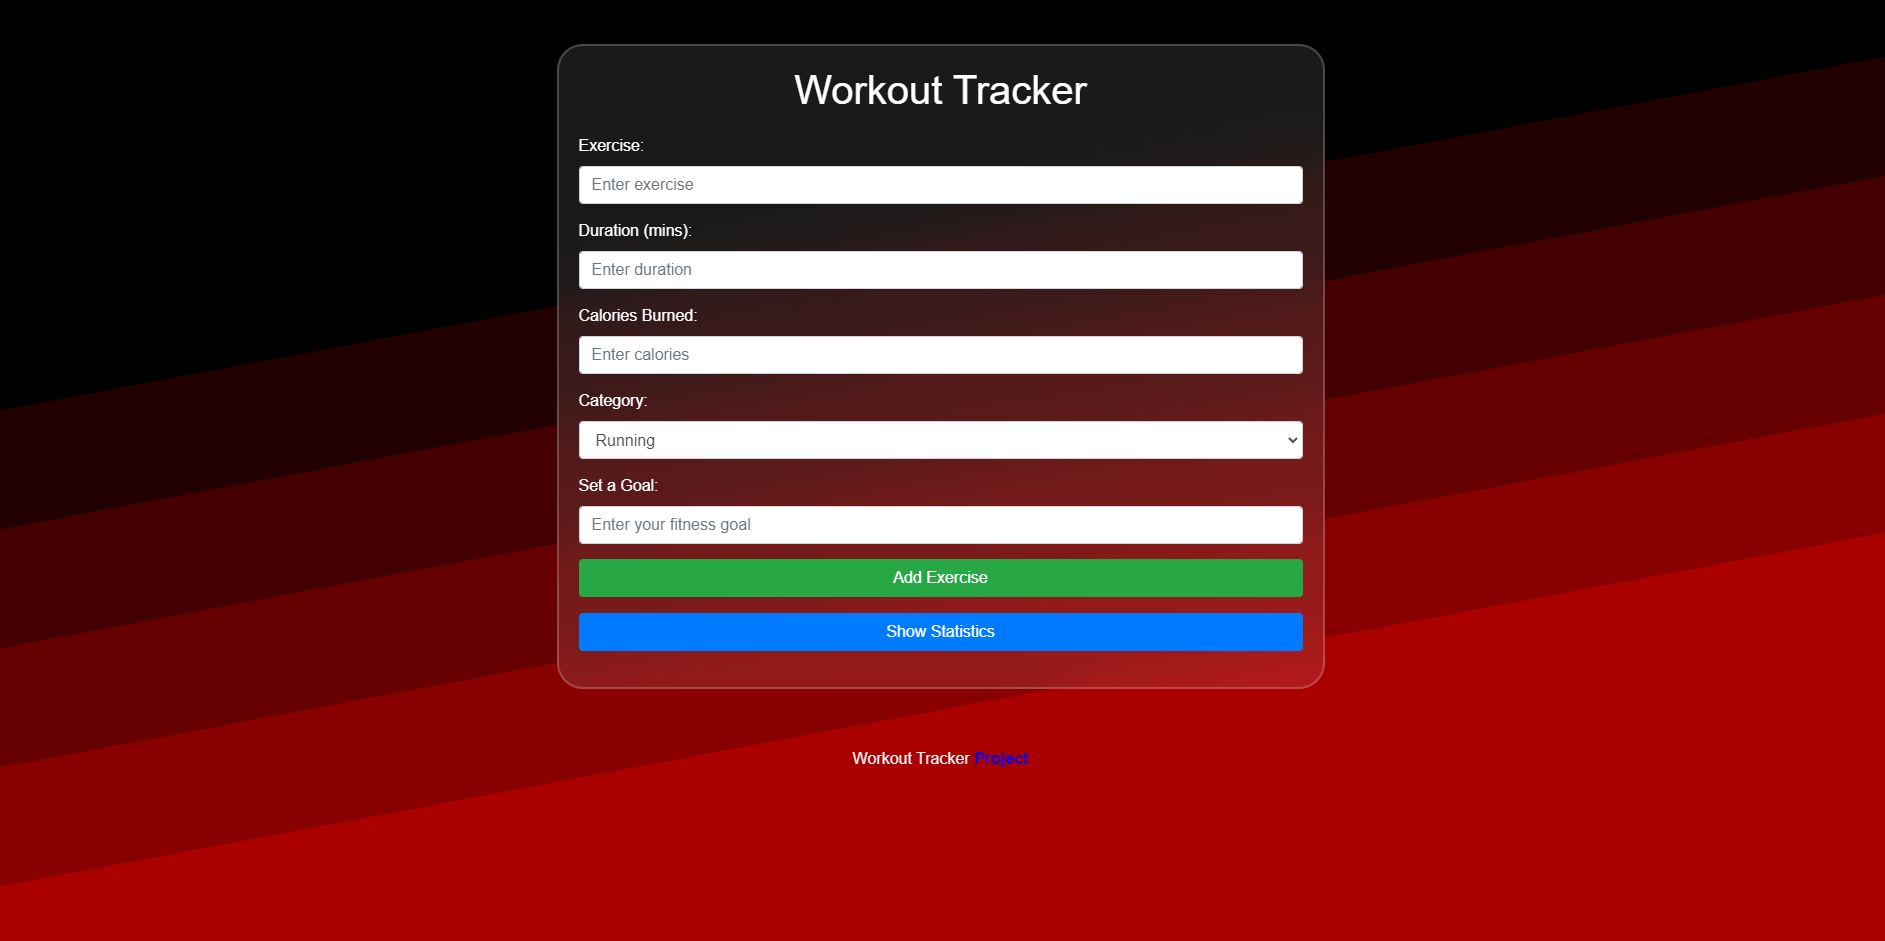 Workout Tracker
Exercise:
Enter exercise
Duration (mins):
Enter duration
Calories Burned:
Enter calories
Category:
Running
Set a Goal:
Enter your fitness goal
Add Exercise
Show Statistics
Workout Tracker Project